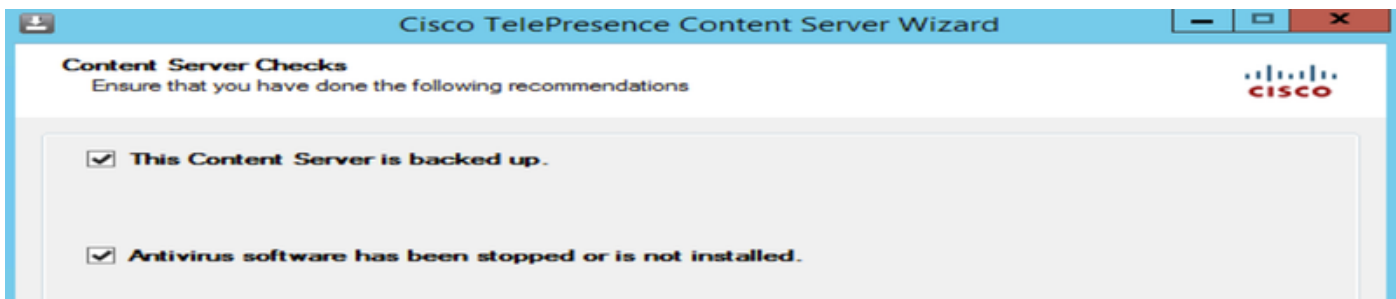 Cisco TelePresence Content Server Wizard
Content Server Checks
Ensure that you have done the following recommendations
CISCO
This Content Server is backed up.
Antivirus software has been stopped or is not installed.